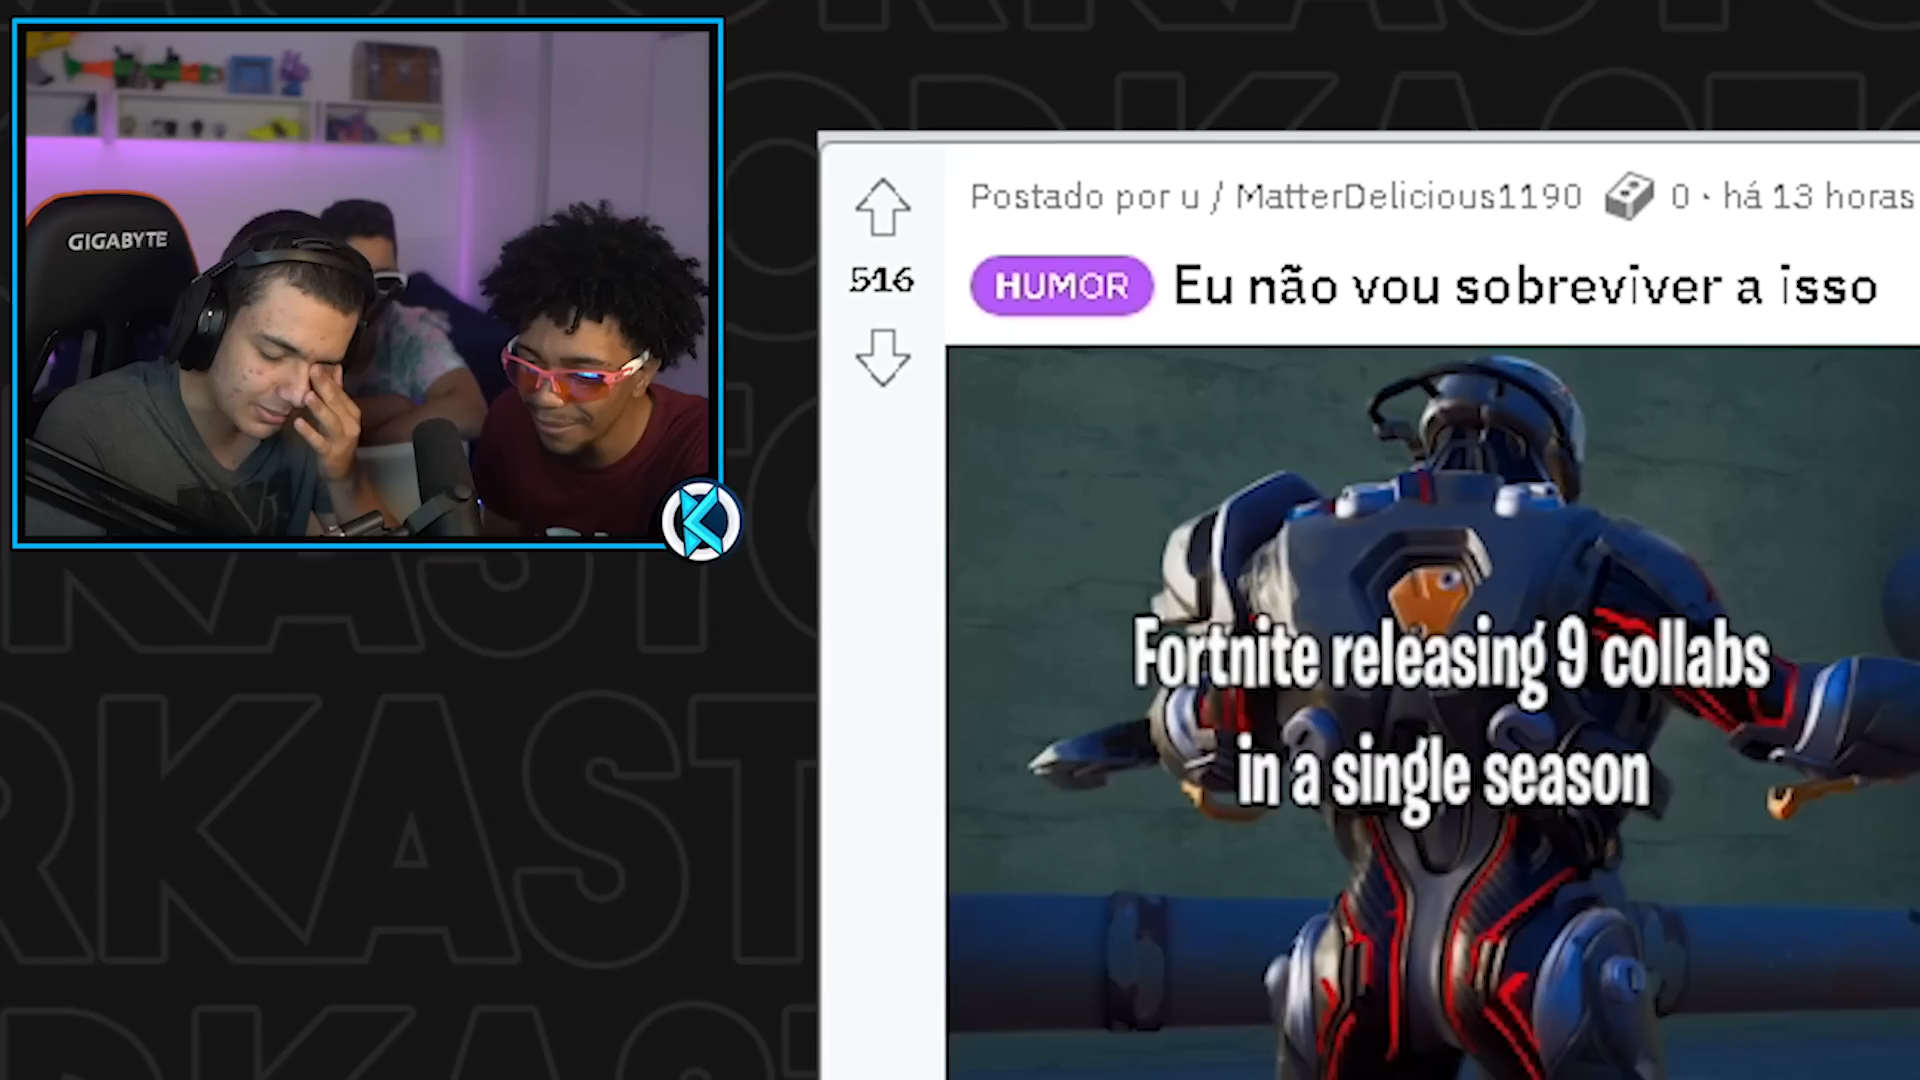 GIGABYTE
Postado por u / MatterDelicious1190 0 · há 13 horas
516
HUMOR Eu não vou sobreviver a isso
Fortnite releasing 9 collabs
in a single season